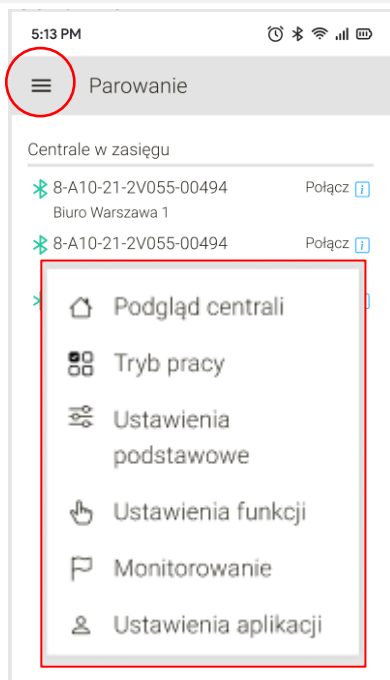 5:13 PM
Parowanie
Centrale w zasięgu
8-A10-21-2V055-00494 Połącz i
Biuro Warszawa 1
8-A10-21-2V055-00494 Połącz i
Podgląd centrali
Tryb pracy
Ustawienia
podstawowe
Ustawienia funkcji
Monitorowanie
Ustawienia aplikacji